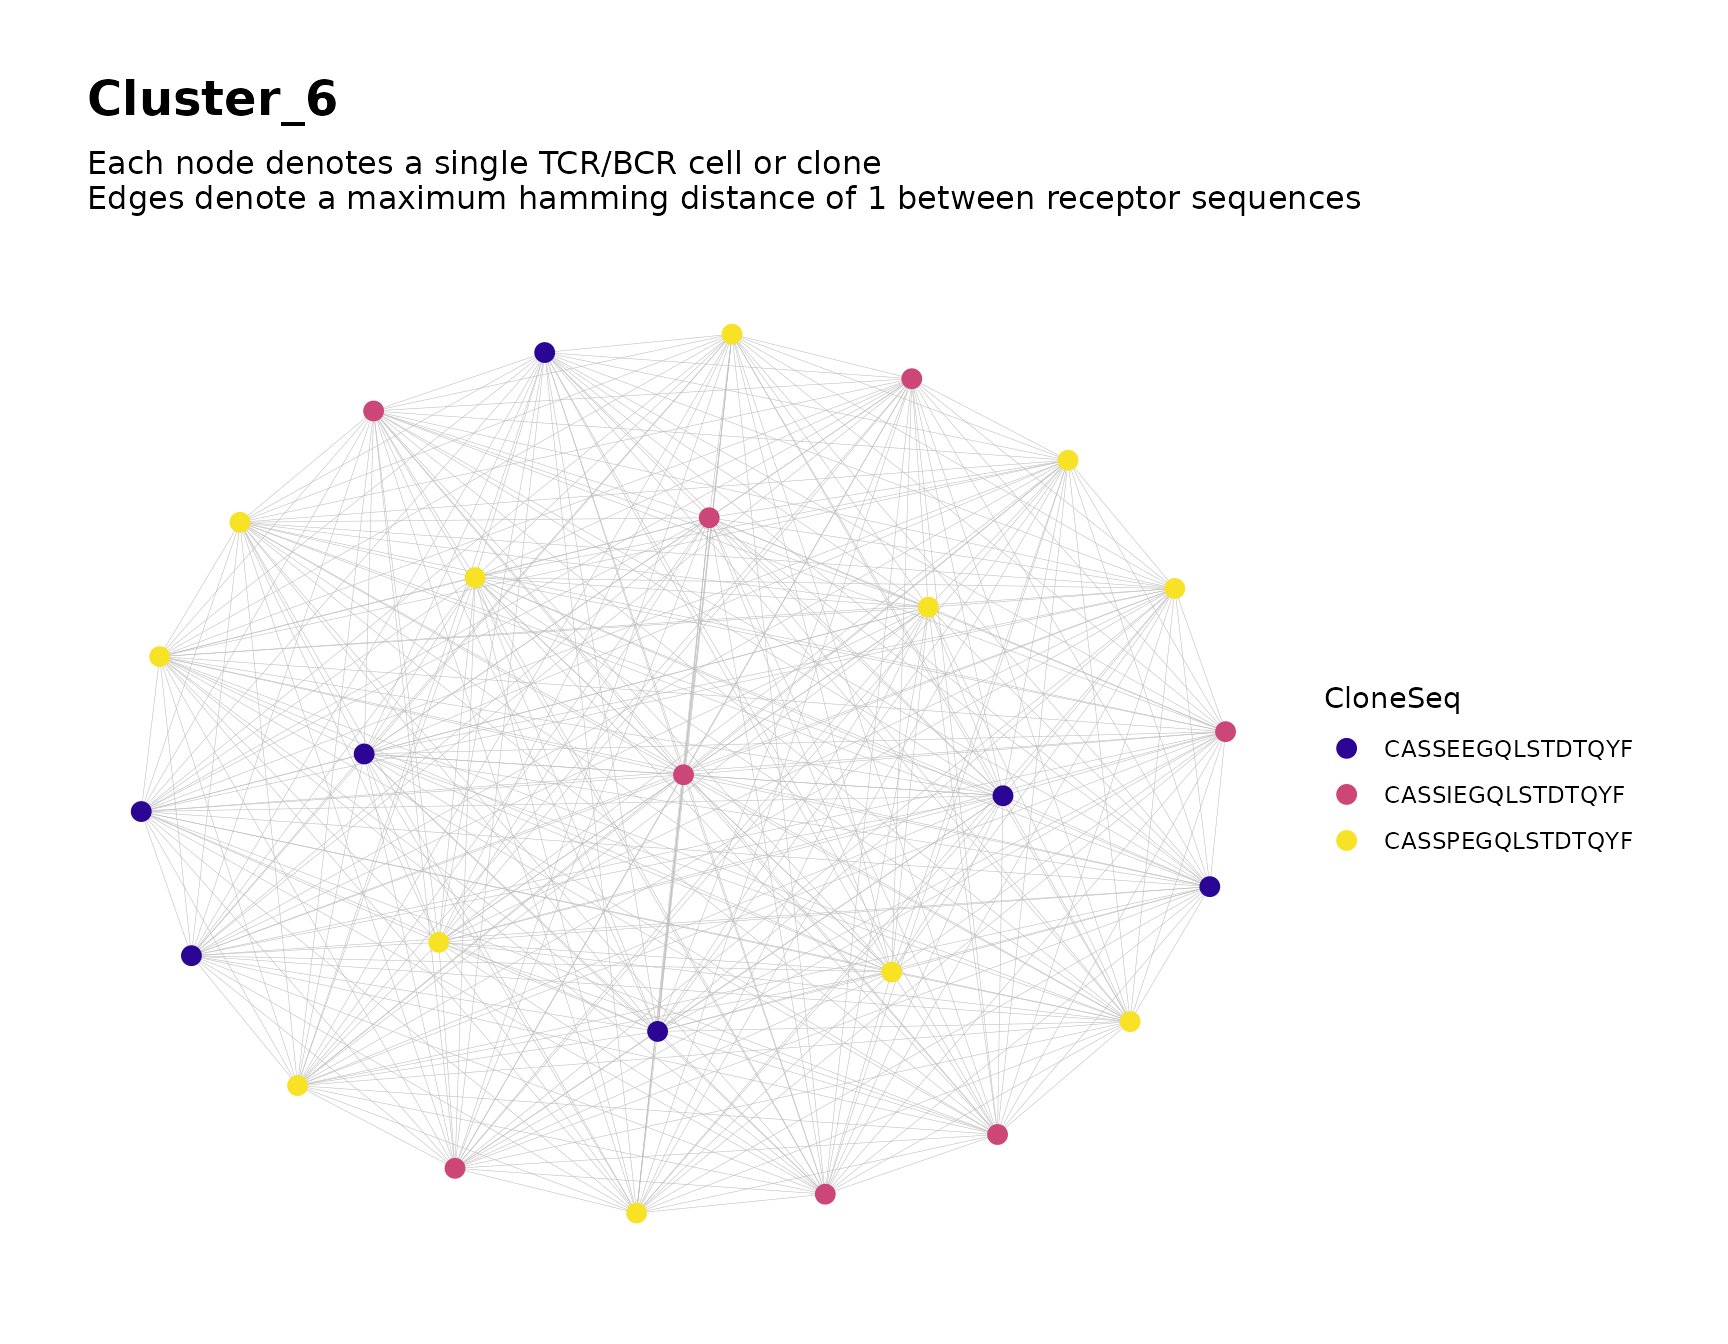 Cluster_6
Each node denotes a single TCR/BCR cell or clone
Edges denote a maximum hamming distance of 1 between receptor sequences
CloneSeq
CASSEEGQLSTDTQYF
CASSIEGQLSTDTQYF
CASSPEGQLSTDTQYF